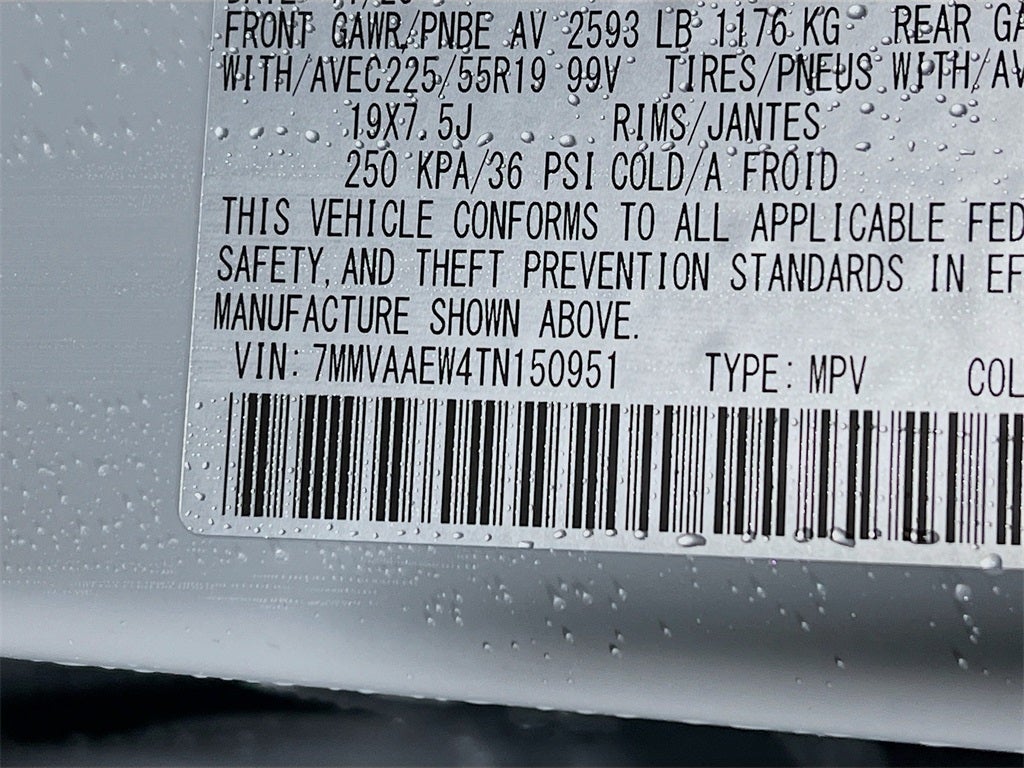 FRONT GAWR/PNBE AV 2593 LB 1176 KG REAR GA
WITH/AVEC225/55R19 99V TIRES/PNEUS WITH/AV
19X7.5J RIMS/JANTES
250 KPA/36 PSI COLD/A FROID
THIS VEHICLE CONFORMS TO ALL APPLICABLE FED
SAFETY, AND THEFT PREVENTION STANDARDS IN EF
MANUFACTURE SHOWN ABOVE.
VIN: 7MMVAAEW4TN150951 TYPE: MPV COL